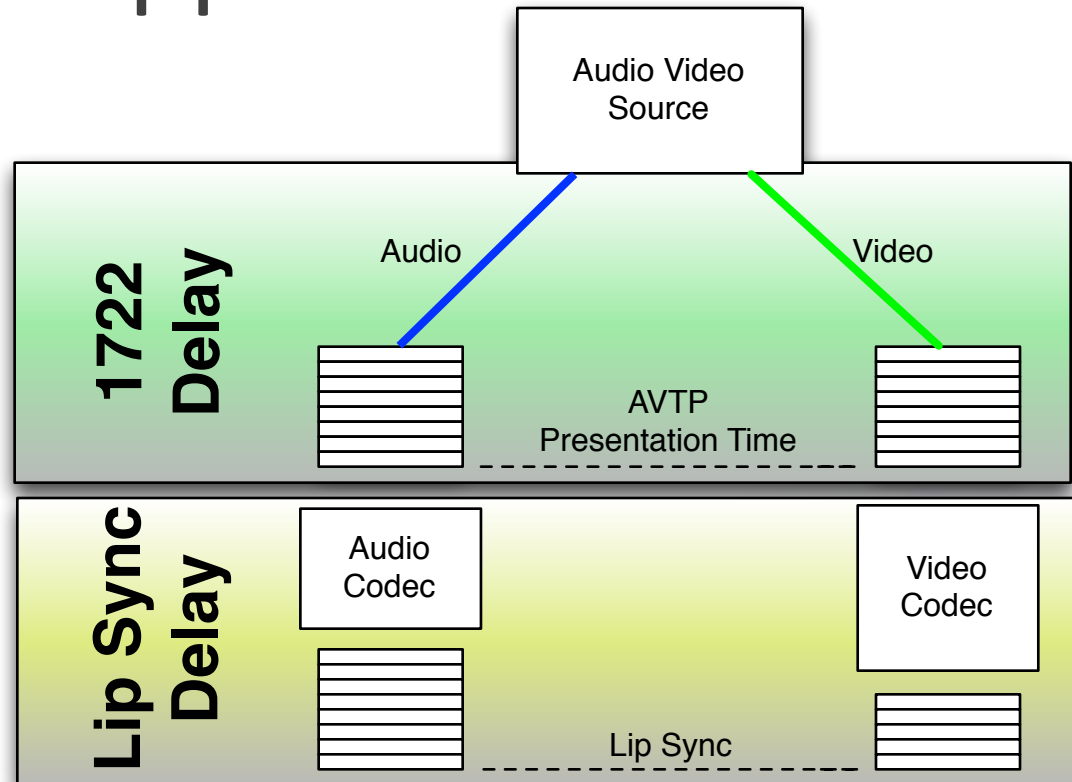 Audio Video
Source
1722
Delay
Audio
Video
AVTP
Presentation Time
Lip Sync
Delay
Audio
Codec
Video
Codec
Lip Sync